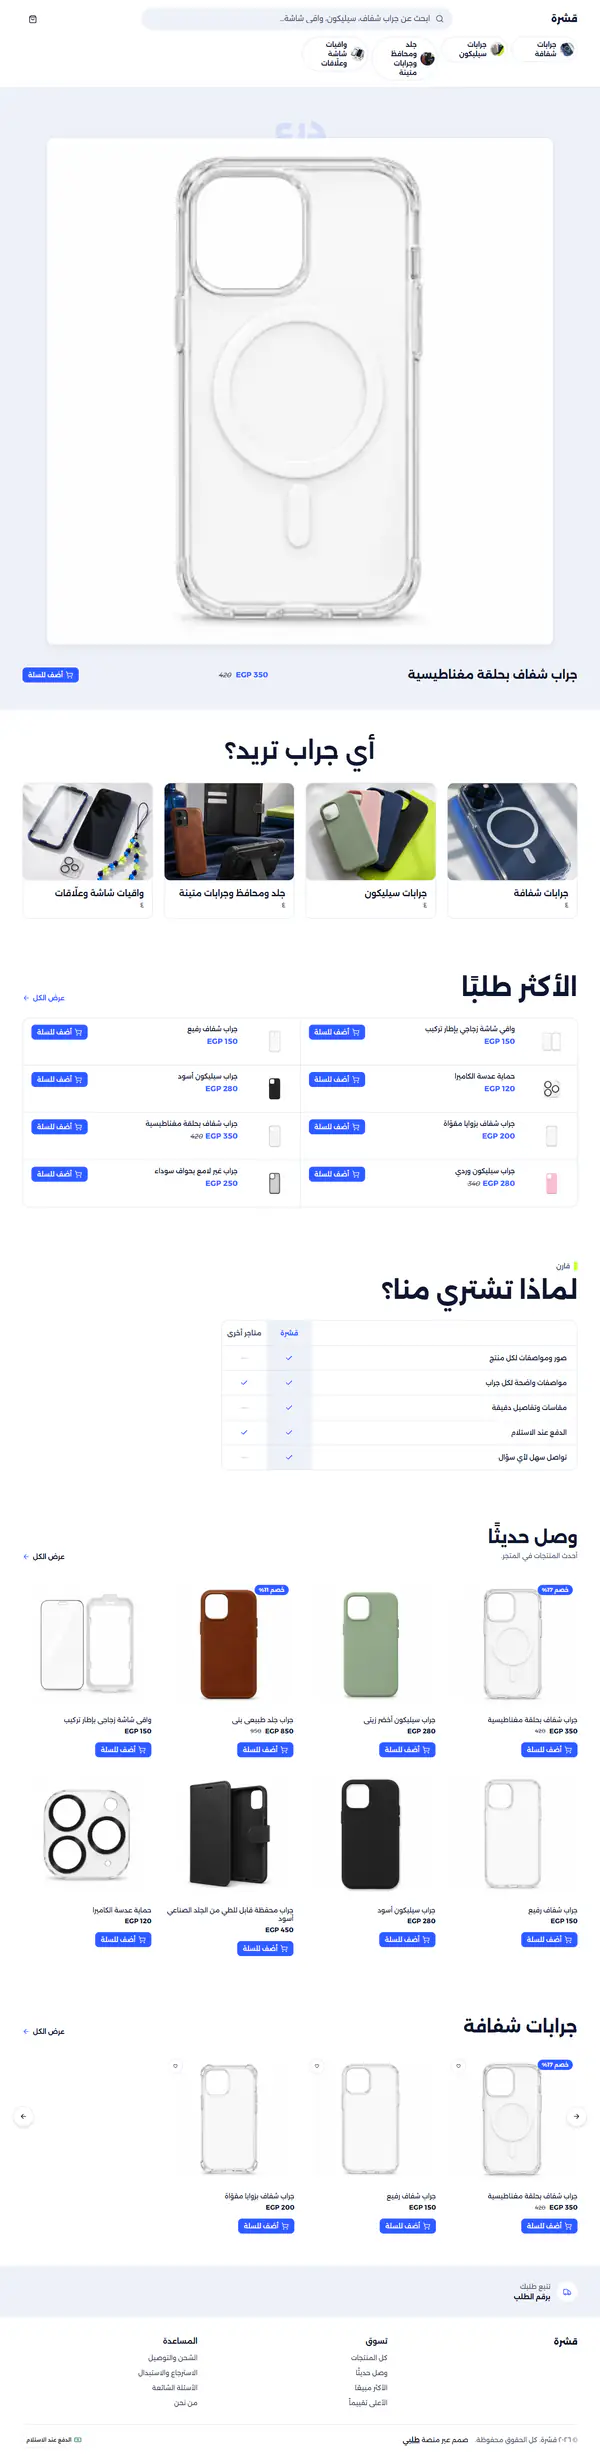 قشرة
ابحث عن جراب شفاف، سيليكون، واقي شاشة...
جرابات شفافة
جرابات سيليكون
جلد ومحافظ وجرابات متينة
واقيات شاشة وعلّاقات
درع
جراب شفاف بحلقة مغناطيسية
EGP 350 420
أضف للسلة
أي جراب تريد؟
جرابات شفافة
٤
جرابات سيليكون
٤
جلد ومحافظ وجرابات متينة
٤
واقيات شاشة وعلّاقات
٤
الأكثر طلبًا
عرض الكل
واقي شاشة زجاجي بإطار تركيب
EGP 150
أضف للسلة
جراب شفاف رفيع
EGP 150
أضف للسلة
حماية عدسة الكاميرا
EGP 120
أضف للسلة
جراب سيليكون أسود
EGP 280
أضف للسلة
جراب شفاف بزوايا مقوّاة
EGP 200
أضف للسلة
جراب شفاف بحلقة مغناطيسية
EGP 350 420
أضف للسلة
جراب سيليكون وردي
EGP 280 340
أضف للسلة
جراب غير لامع بحواف سوداء
EGP 250
أضف للسلة
قارن
لماذا تشتري منا؟
قشرة
متاجر أخرى
صور ومواصفات لكل منتج
مواصفات واضحة لكل جراب
مقاسات وتفاصيل دقيقة
الدفع عند الاستلام
تواصل سهل لأي سؤال
وصل حديثًا
أحدث المنتجات في المتجر.
عرض الكل
خصم 17%
جراب شفاف بحلقة مغناطيسية
EGP 350 420
أضف للسلة
جراب سيليكون أخضر زيتي
EGP 280
أضف للسلة
خصم 11%
جراب جلد طبيعي بني
EGP 850 950
أضف للسلة
واقي شاشة زجاجي بإطار تركيب
EGP 150
أضف للسلة
جراب شفاف رفيع
EGP 150
أضف للسلة
جراب سيليكون أسود
EGP 280
أضف للسلة
جراب محفظة قابل للطي من الجلد الصناعي
أسود
EGP 450
أضف للسلة
حماية عدسة الكاميرا
EGP 120
أضف للسلة
جرابات شفافة
عرض الكل
خصم 17%
جراب شفاف بحلقة مغناطيسية
EGP 350 420
أضف للسلة
جراب شفاف رفيع
EGP 150
أضف للسلة
جراب شفاف بزوايا مقوّاة
EGP 200
أضف للسلة
تتبع طلبك
برقم الطلب
قشرة
تسوق
كل المنتجات
وصل حديثًا
الأكثر مبيعًا
الأعلى تقييماً
المساعدة
الشحن والتوصيل
الاسترجاع والاستبدال
الأسئلة الشائعة
من نحن
© ٢٠٢٦ قشرة. كل الحقوق محفوظة.
صمم عبر منصة طلبي
الدفع عند الاستلام